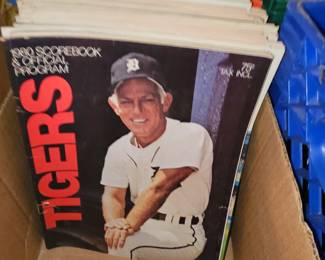 1980 SCOREBOOK
& OFFICIAL
PROGRAM
75¢
TAX INCL.
TIGERS